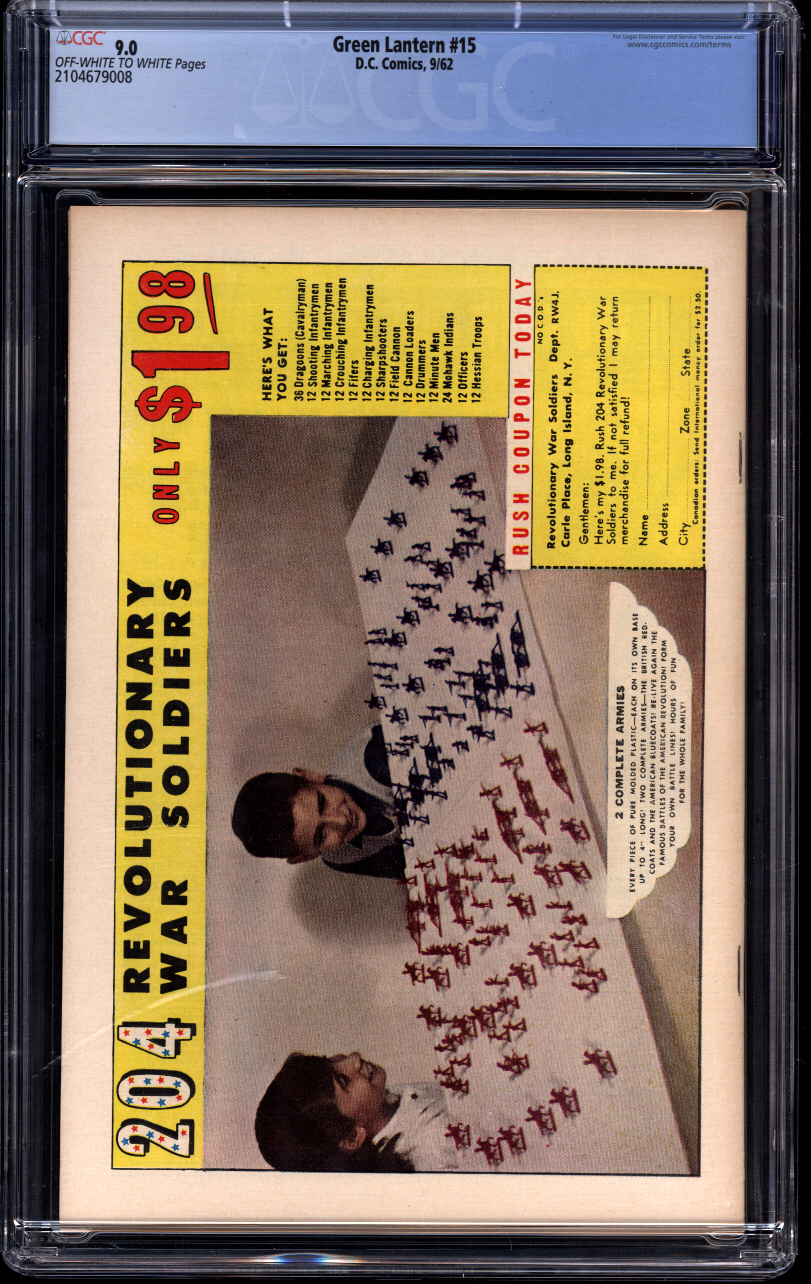 CGC 9.0
OFF-WHITE TO WHITE Pages
2104679008
Green Lantern #15
D.C. Comics, 9/62
For Legal Disclaimer and Service Terms please visit:
www.cgccomics.com/terms
CGC
204 REVOLUTIONARY
WAR SOLDIERS
ONLY $1 98
HERE'S WHAT
YOU GET:
36 Dragoons (Cavalryman)
12 Shooting Infantrymen
12 Marching Infantrymen
12 Crouching Infantrymen
12 Fifers
12 Charging Infantrymen
12 Sharpshooters
12 Field Cannon
12 Cannon Loaders
12 Drummers
12 Minute Men
24 Mohawk Indians
12 Officers
12 Hessian Troops
RUSH COUPON TODAY
NO C.O.D.'s
Revolutionary War Soldiers Dept. RW4J,
Carle Place, Long Island, N. Y.
Gentlemen:
Here's my $1.98. Rush 204 Revolutionary War
Soldiers to me. If not satisfied I may return
merchandise for full refund!
Name
Address
City Zone State
Canadian orders: Send International money order for $2.50.
2 COMPLETE ARMIES
EVERY PIECE OF PURE MOLDED PLASTIC—EACH ON ITS OWN BASE
UP TO 4" LONG! TWO COMPLETE ARMIES—THE BRITISH RED-
COATS AND THE AMERICAN BLUECOATS! RE-LIVE AGAIN THE
FAMOUS BATTLES OF THE AMERICAN REVOLUTION! FORM
YOUR OWN BATTLE LINES! HOURS OF FUN
FOR THE WHOLE FAMILY!